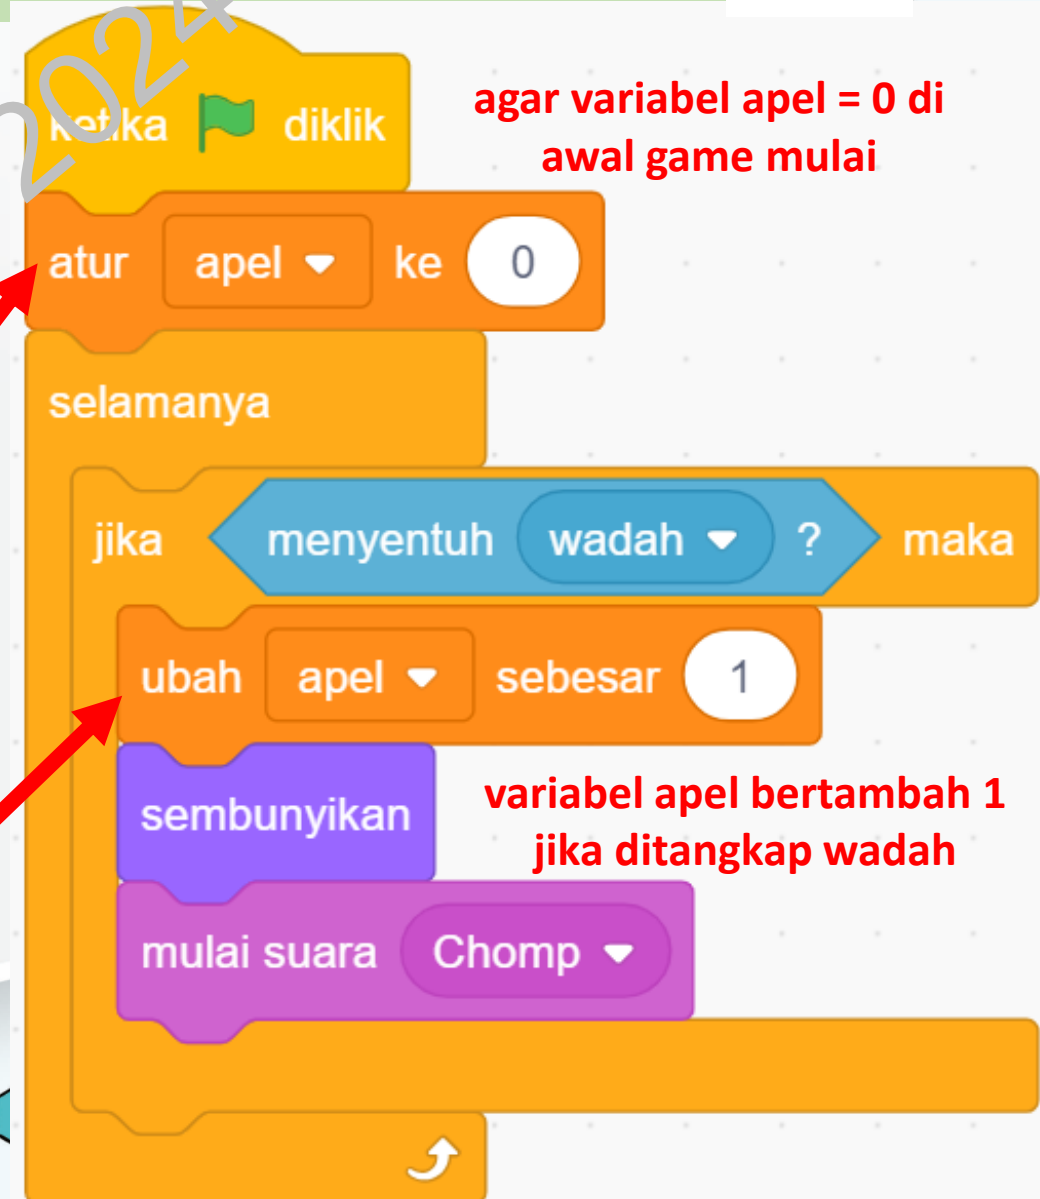 2024
ketika diklik
agar variabel apel = 0 di
awal game mulai
atur apel ke 0
selamanya
jika menyentuh wadah ? maka
ubah apel sebesar 1
sembunyikan
variabel apel bertambah 1
jika ditangkap wadah
mulai suara Chomp